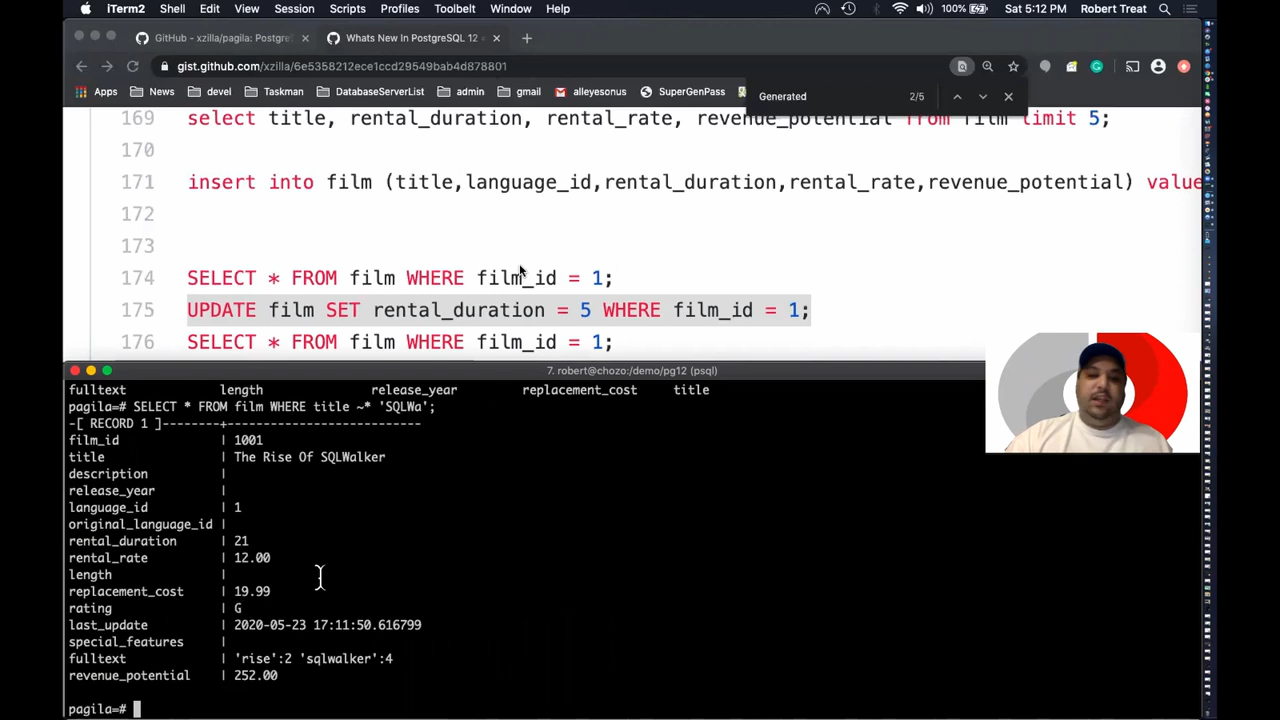 iTerm2 Shell Edit View Session Scripts Profiles Toolbelt Window Help 100% Sat 5:12 PM Robert Treat
GitHub - xzilla/pagila: Postgre × Whats New In PostgreSQL 12 × +
gist.github.com/xzilla/6e5358212ece1ccd29549bab4d878801
Apps News devel Taskman DatabaseServerList admin gmail alleyesonus SuperGenPass
Generated 2/5
169 select title, rental_duration, rental_rate, revenue_potential from film limit 5;
170
171 insert into film (title,language_id,rental_duration,rental_rate,revenue_potential) value
172
173
174 SELECT * FROM film WHERE film_id = 1;
175 UPDATE film SET rental_duration = 5 WHERE film_id = 1;
176 SELECT * FROM film WHERE film_id = 1;
7. robert@chozo:/demo/pg12 (psql)
fulltext length release_year replacement_cost title
pagila=# SELECT * FROM film WHERE title ~* 'SQLWa';
-[ RECORD 1 ]--------+--------------------------
film_id | 1001
title | The Rise Of SQLWalker
description |
release_year |
language_id | 1
original_language_id |
rental_duration | 21
rental_rate | 12.00
length |
replacement_cost | 19.99
rating | G
last_update | 2020-05-23 17:11:50.616799
special_features |
fulltext | 'rise':2 'sqlwalker':4
revenue_potential | 252.00
pagila=#